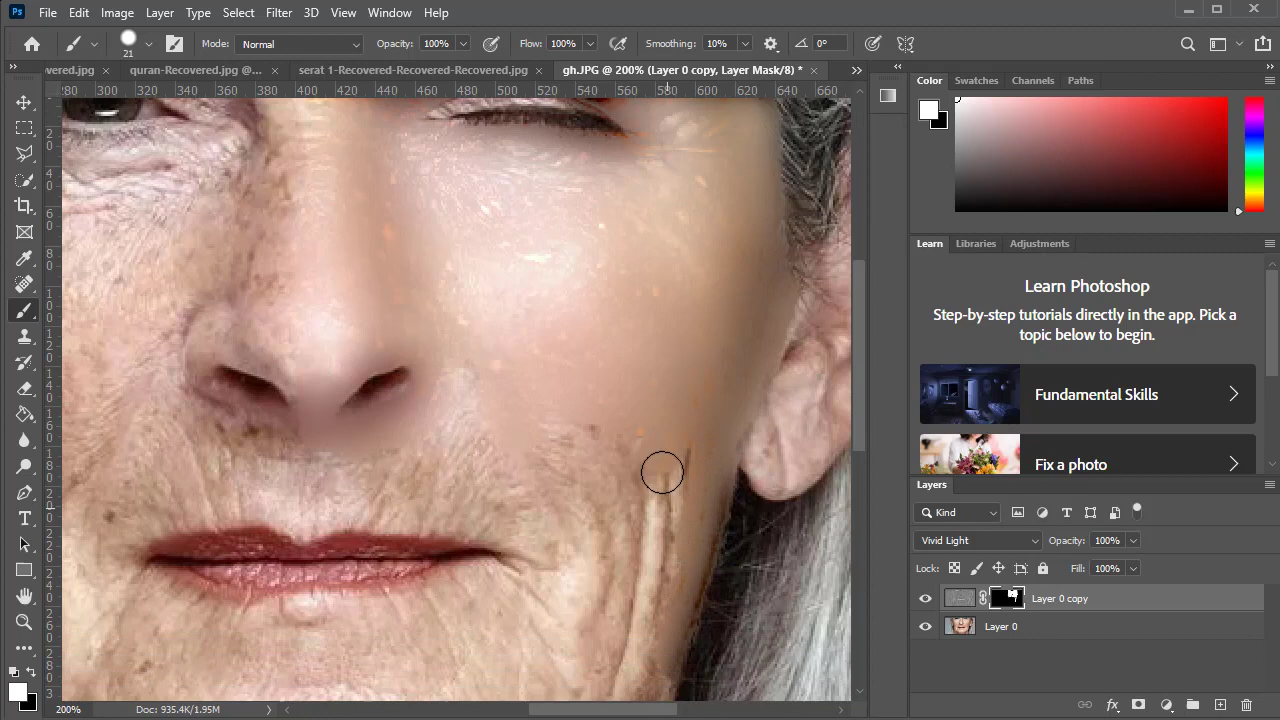 Ps File Edit Image Layer Type Select Filter 3D View Window Help
21 Mode: Normal Opacity: 100% Flow: 100% Smoothing: 10% 0°
vered.jpg quran-Recovered.jpg @... serat 1-Recovered-Recovered-Recovered.jpg gh.JPG @ 200% (Layer 0 copy, Layer Mask/8) *
280 300 320 340 360 380 400 420 440 460 480 500 520 540 560 580 600 620 640 660
Color Swatches Channels Paths
Learn Libraries Adjustments
Learn Photoshop
Step-by-step tutorials directly in the app. Pick a
topic below to begin.
Fundamental Skills
Fix a photo
Layers
Kind
Vivid Light Opacity: 100%
Lock: Fill: 100%
Layer 0 copy
Layer 0
fx
200% Doc: 935.4K/1.95M